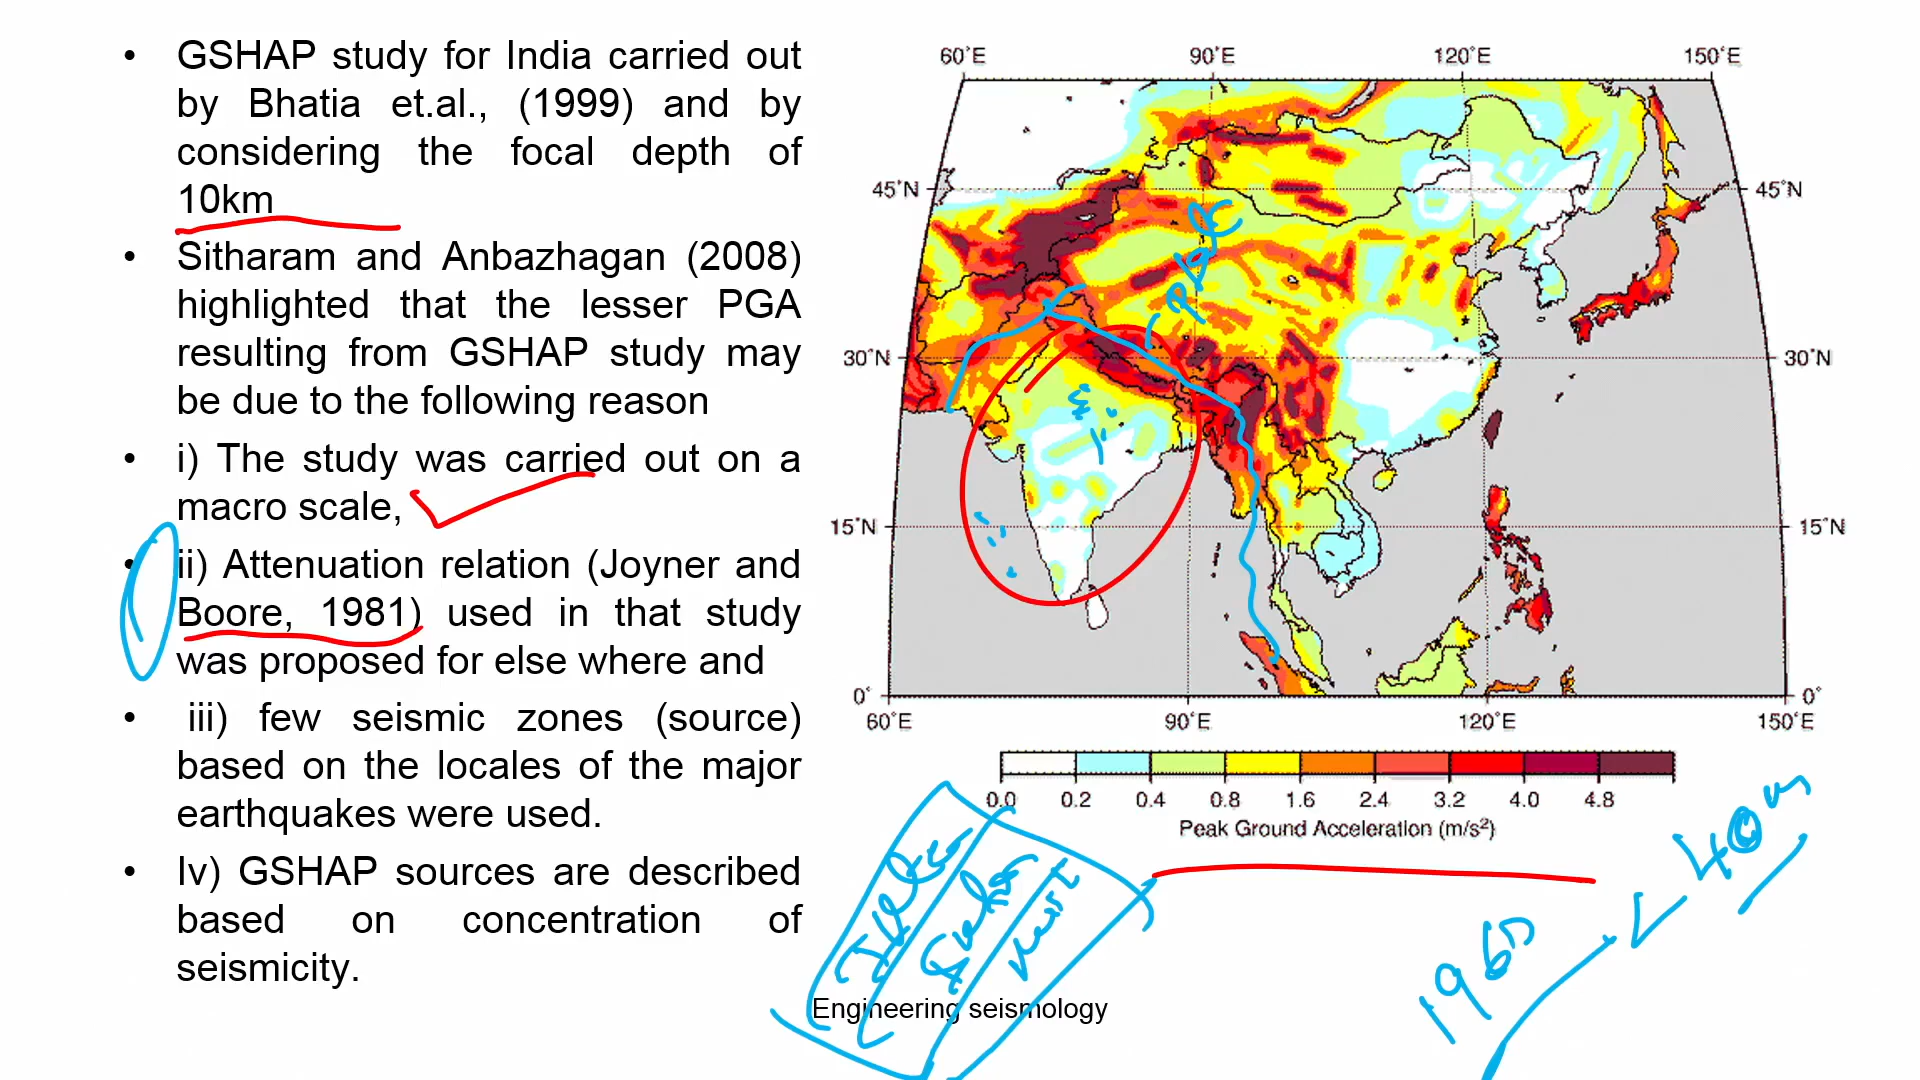 • GSHAP study for India carried out
by Bhatia et.al., (1999) and by
considering the focal depth of
10km
• Sitharam and Anbazhagan (2008)
highlighted that the lesser PGA
resulting from GSHAP study may
be due to the following reason
• i) The study was carried out on a
macro scale,
• ii) Attenuation relation (Joyner and
Boore, 1981) used in that study
was proposed for else where and
• iii) few seismic zones (source)
based on the locales of the major
earthquakes were used.
• Iv) GSHAP sources are described
based on concentration of
seismicity.
60°E 90°E 120°E 150°E
45°N 45°N
30°N 30°N
15°N 15°N
0° 0°
60°E 90°E 120°E 150°E
0.0 0.2 0.4 0.8 1.6 2.4 3.2 4.0 4.8
Peak Ground Acceleration (m/s²)
Engineering seismology